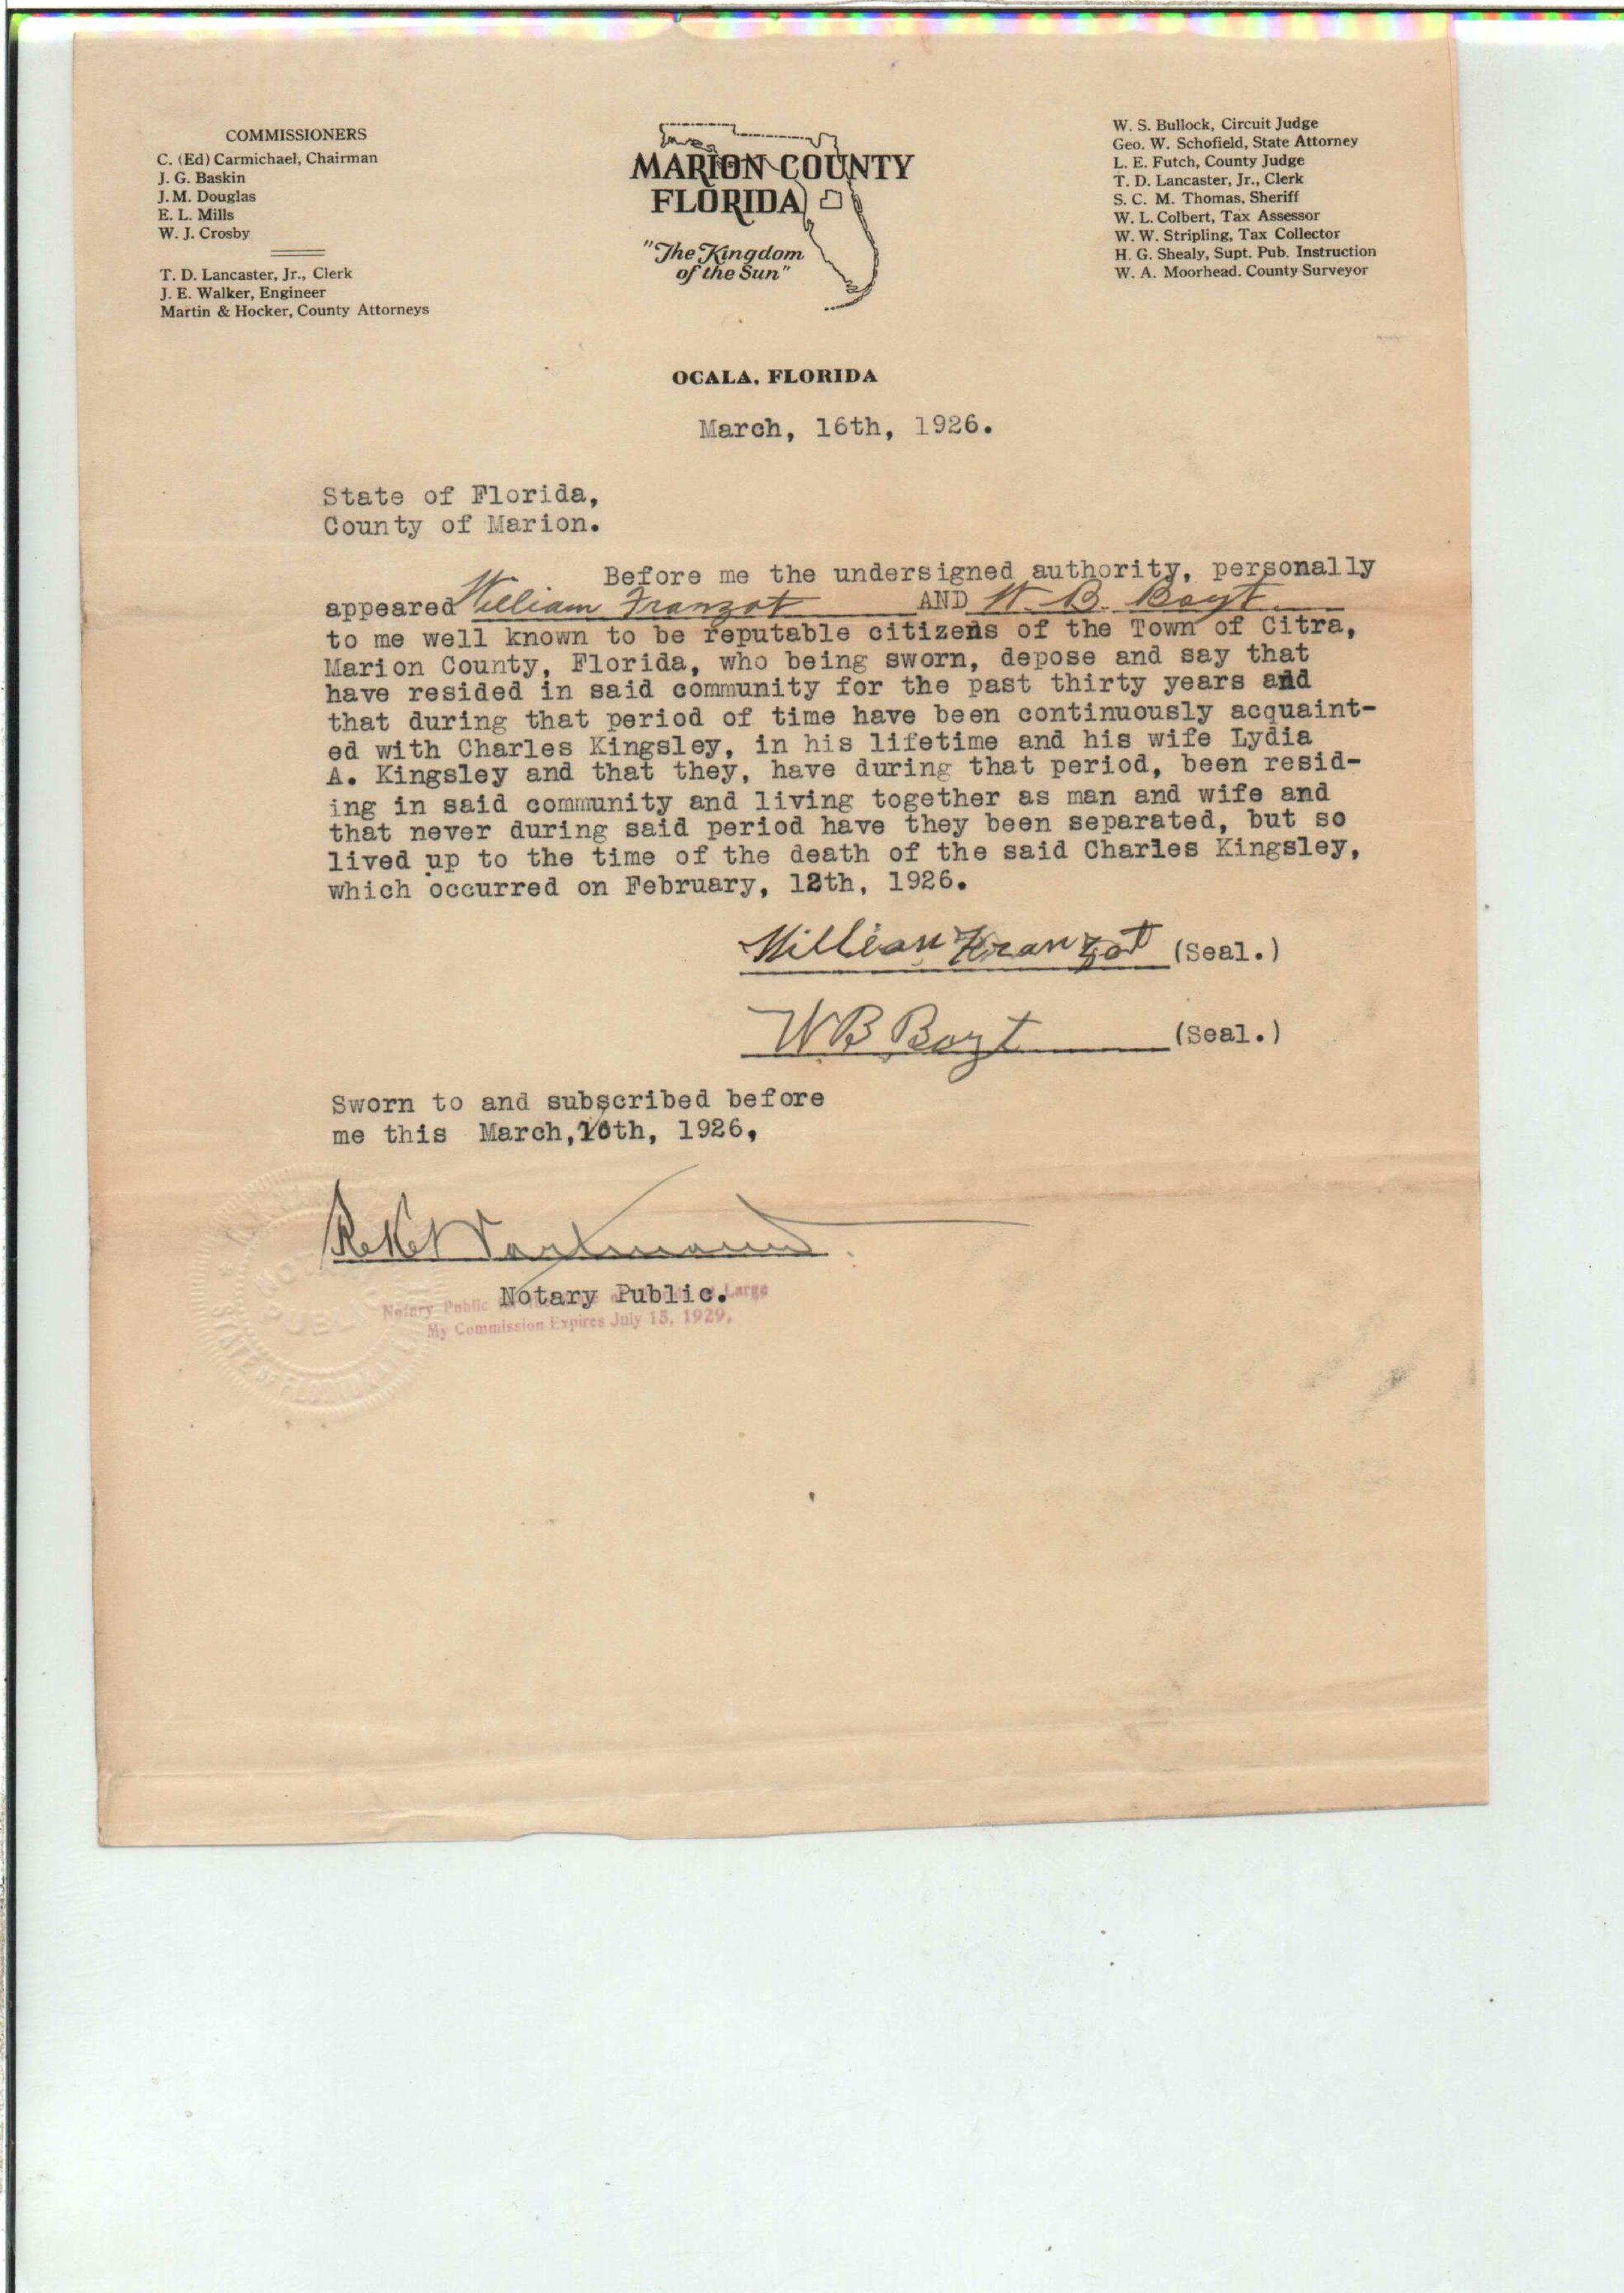 COMMISSIONERS
C. (Ed) Carmichael, Chairman
J. G. Baskin
J. M. Douglas
E. L. Mills
W. J. Crosby
T. D. Lancaster, Jr., Clerk
J. E. Walker, Engineer
Martin & Hocker, County Attorneys
MARION COUNTY
FLORIDA
"The Kingdom
of the Sun"
W. S. Bullock, Circuit Judge
Geo. W. Schofield, State Attorney
L. E. Futch, County Judge
T. D. Lancaster, Jr., Clerk
S. C. M. Thomas, Sheriff
W. L. Colbert, Tax Assessor
W. W. Stripling, Tax Collector
H. G. Shealy, Supt. Pub. Instruction
W. A. Moorhead. County Surveyor
OCALA, FLORIDA
March, 16th, 1926.
State of Florida,
County of Marion.
Before me the undersigned authority, personally
appeared William Franzot AND W. B. Boyt
to me well known to be reputable citizens of the Town of Citra,
Marion County, Florida, who being sworn, depose and say that
have resided in said community for the past thirty years and
that during that period of time have been continuously acquaint-
ed with Charles Kingsley, in his lifetime and his wife Lydia
A. Kingsley and that they, have during that period, been resid-
ing in said community and living together as man and wife and
that never during said period have they been separated, but so
lived up to the time of the death of the said Charles Kingsley,
which occurred on February, 12th, 1926.
William Franzot (Seal.)
W B Boyt (Seal.)
Sworn to and subscribed before
me this March, 16th, 1926,
Notary Public.
Notary Public Large
My Commission Expires July 15, 1929.
NOTARY
PUBLIC
STATE OF FLORIDA